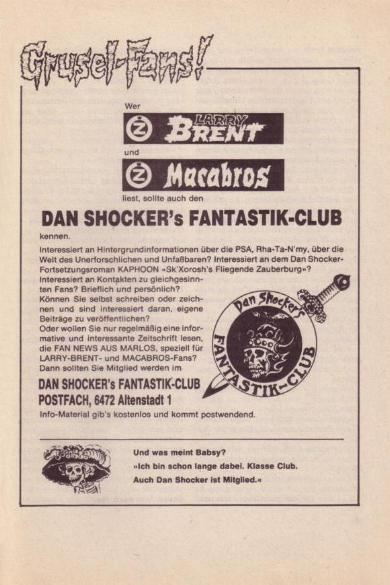 Grusel-Fans!
Wer
LARRY
BRENT
und
Macabros
liest, sollte auch den
DAN SHOCKER's FANTASTIK-CLUB
kennen.
Interessiert an Hintergrundinformationen über die PSA, Rha-Ta-N'my, über die
Welt des Unerforschlichen und Unfaßbaren? Interessiert an dem Dan Shocker-
Fortsetzungsroman KAPHOON »Sk'Xorosh's Fliegende Zauberburg«?
Interessiert an Kontakten zu gleichgesinn-
ten Fans? Brieflich und persönlich?
Können Sie selbst schreiben oder zeich-
nen und sind interessiert daran, eigene
Beiträge zu veröffentlichen?
Oder wollen Sie nur regelmäßig eine infor-
mative und interessante Zeitschrift lesen,
die FAN NEWS AUS MARLOS, speziell für
LARRY-BRENT- und MACABROS-Fans?
Dann sollten Sie Mitglied werden im
DAN SHOCKER's FANTASTIK-CLUB
POSTFACH, 6472 Altenstadt 1
Info-Material gib's kostenlos und kommt postwendend.
Dan Shocker's
FANTASTIK-CLUB
Und was meint Babsy?
»Ich bin schon lange dabei. Klasse Club.
Auch Dan Shocker ist Mitglied.«